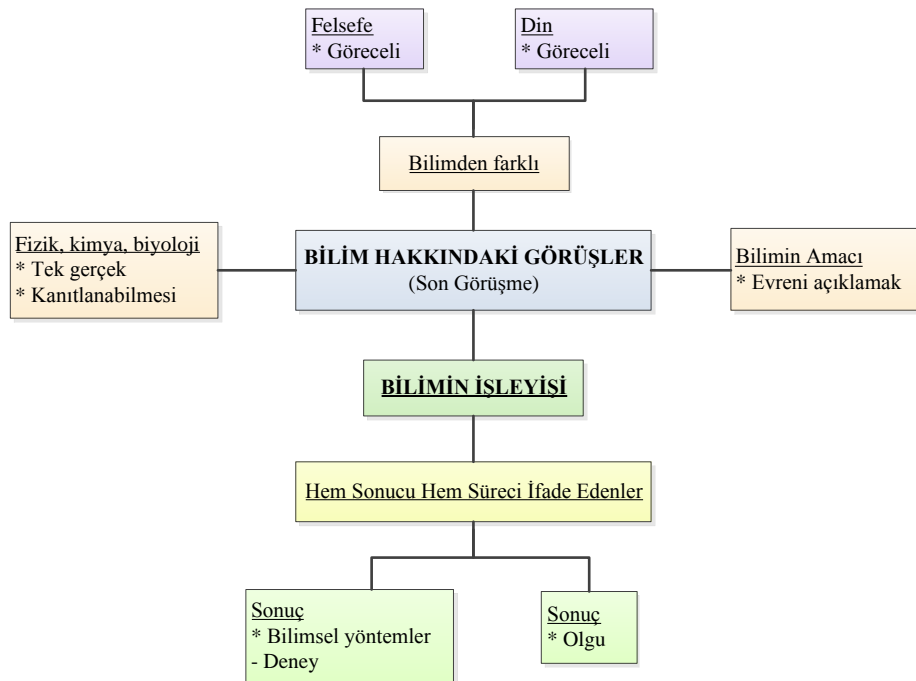 Felsefe
* Göreceli
Din
* Göreceli
Bilimden farklı
Fizik, kimya, biyoloji
* Tek gerçek
* Kanıtlanabilmesi
BİLİM HAKKINDAKİ GÖRÜŞLER
(Son Görüşme)
Bilimin Amacı
* Evreni açıklamak
BİLİMİN İŞLEYİŞİ
Hem Sonucu Hem Süreci İfade Edenler
Sonuç
* Bilimsel yöntemler
- Deney
Sonuç
* Olgu